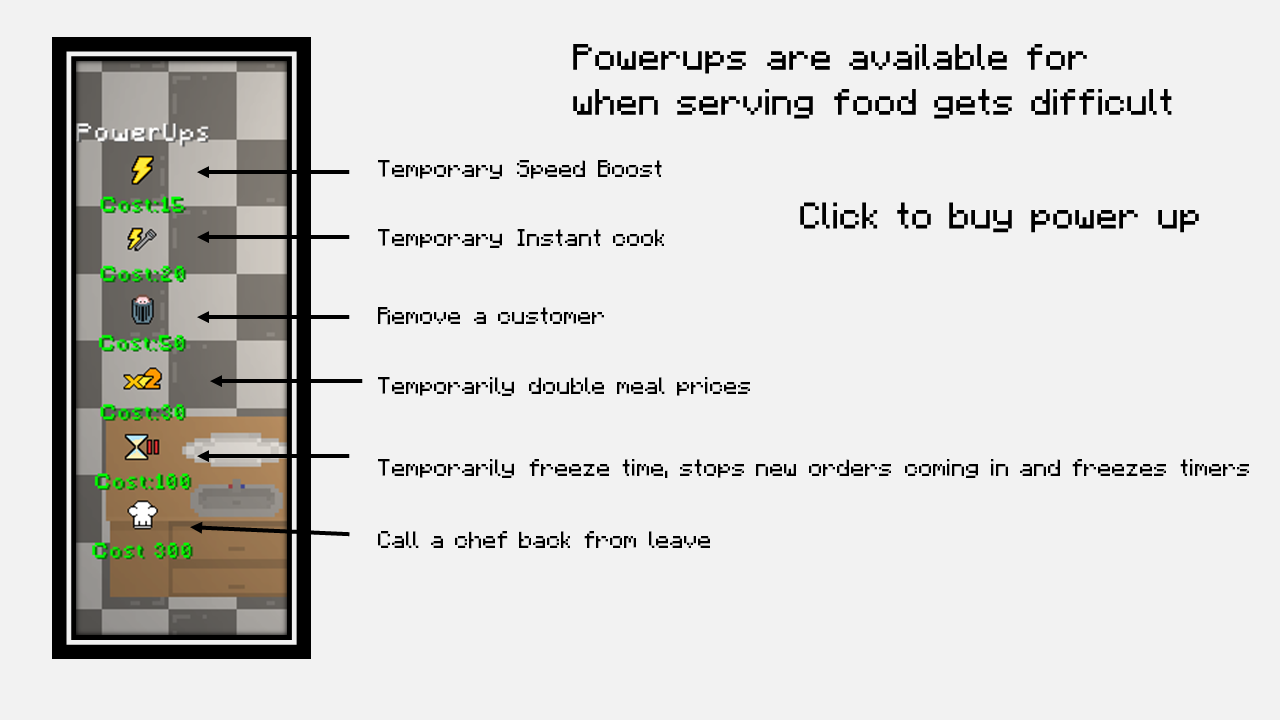 Powerups are available for
when serving food gets difficult
PowerUps
Temporary Speed Boost
Cost:15
Click to buy power up
Temporary Instant cook
Cost:20
Remove a customer
Cost:50
x2
Temporarily double meal prices
Cost:30
Temporarily freeze time, stops new orders coming in and freezes timers
Cost:100
Call a chef back from leave
Cost 300